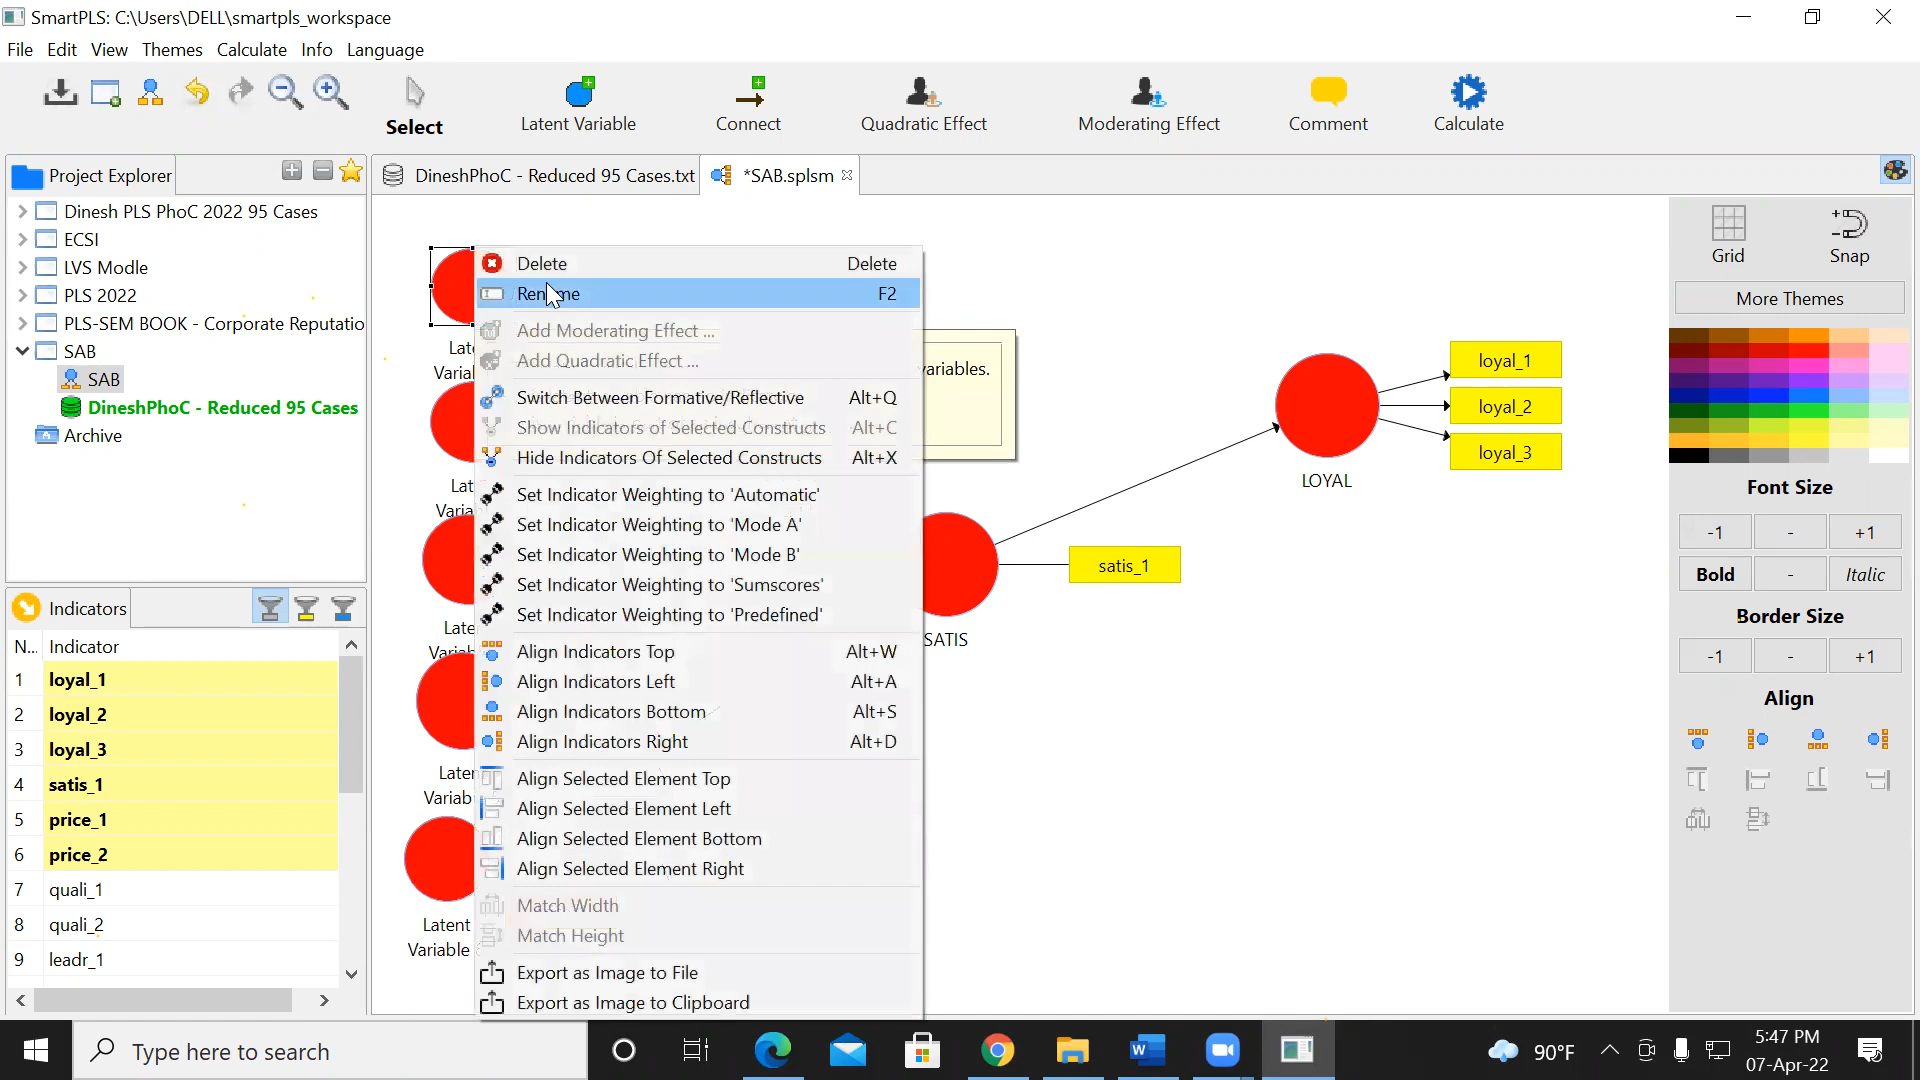 SmartPLS: C:\Users\DELL\smartpls_workspace
File Edit View Themes Calculate Info Language
Select
Latent Variable
Connect
Quadratic Effect
Moderating Effect
Comment
Calculate
Project Explorer
DineshPhoC - Reduced 95 Cases.txt
*SAB.splsm
Dinesh PLS PhoC 2022 95 Cases
ECSI
LVS Modle
PLS 2022
PLS-SEM BOOK - Corporate Reputatio
SAB
SAB
DineshPhoC - Reduced 95 Cases
Archive
Indicators
N... Indicator
1 loyal_1
2 loyal_2
3 loyal_3
4 satis_1
5 price_1
6 price_2
7 quali_1
8 quali_2
9 leadr_1
Delete Delete
Rename F2
Add Moderating Effect ...
Add Quadratic Effect ...
Switch Between Formative/Reflective Alt+Q
Show Indicators of Selected Constructs Alt+C
Hide Indicators Of Selected Constructs Alt+X
Set Indicator Weighting to 'Automatic'
Set Indicator Weighting to 'Mode A'
Set Indicator Weighting to 'Mode B'
Set Indicator Weighting to 'Sumscores'
Set Indicator Weighting to 'Predefined'
Align Indicators Top Alt+W
Align Indicators Left Alt+A
Align Indicators Bottom Alt+S
Align Indicators Right Alt+D
Align Selected Element Top
Align Selected Element Left
Align Selected Element Bottom
Align Selected Element Right
Match Width
Match Height
Export as Image to File
Export as Image to Clipboard
Late
Variab
Lat
Varia
Late
Variab
Later
Variab
Latent
Variable
variables.
LOYAL
loyal_1
loyal_2
loyal_3
SATIS
satis_1
Grid
Snap
More Themes
Font Size
-1 - +1
Bold - Italic
Border Size
-1 - +1
Align
Type here to search
90°F
5:47 PM
07-Apr-22